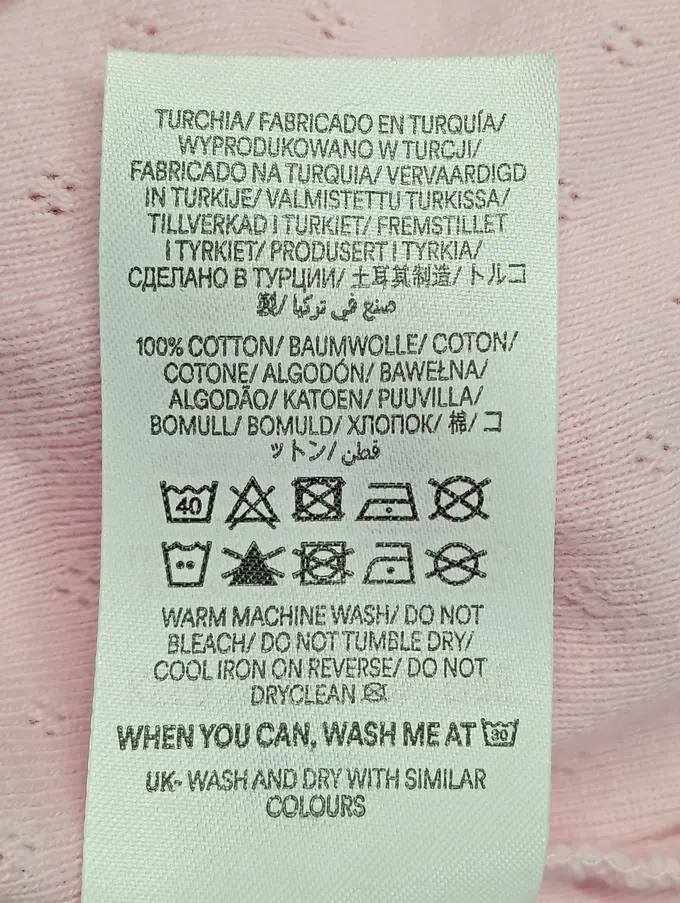 TURCHIA/ FABRICADO EN TURQUÍA/
WYPRODUKOWANO W TURCJI/
FABRICADO NA TURQUIA/ VERVAARDIGD
IN TURKIJE/ VALMISTETTU TURKISSA/
TILLVERKAD I TURKIET/ FREMSTILLET
I TYRKIET/ PRODUSERT I TYRKIA/
СДЕЛАНО В ТУРЦИИ/ 土耳其制造/ トルコ
製/ صنع في تركيا
100% COTTON/ BAUMWOLLE/ COTON/
COTONE/ ALGODÓN/ BAWEŁNA/
ALGODÃO/ KATOEN/ PUUVILLA/
BOMULL/ BOMULD/ ХЛОПОК/ 棉/ コ
ットン/ قطن
40
WARM MACHINE WASH/ DO NOT
BLEACH/ DO NOT TUMBLE DRY/
COOL IRON ON REVERSE/ DO NOT
DRYCLEAN
WHEN YOU CAN, WASH ME AT 30
UK- WASH AND DRY WITH SIMILAR
COLOURS